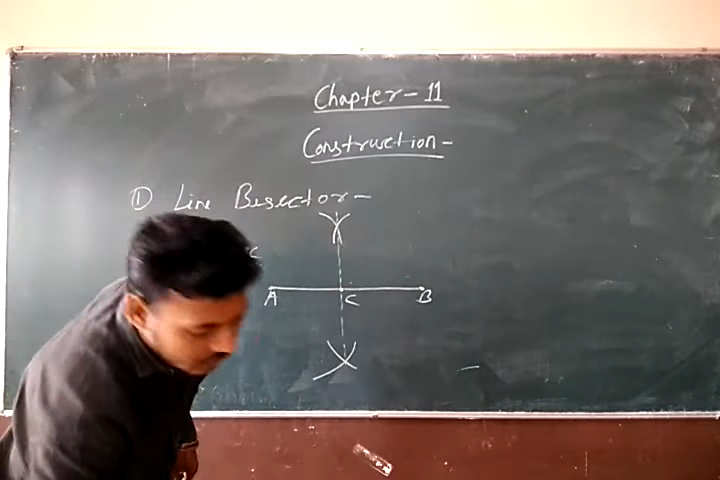 Chapter-11
Construction-
① Line Bisector-
C
A C B